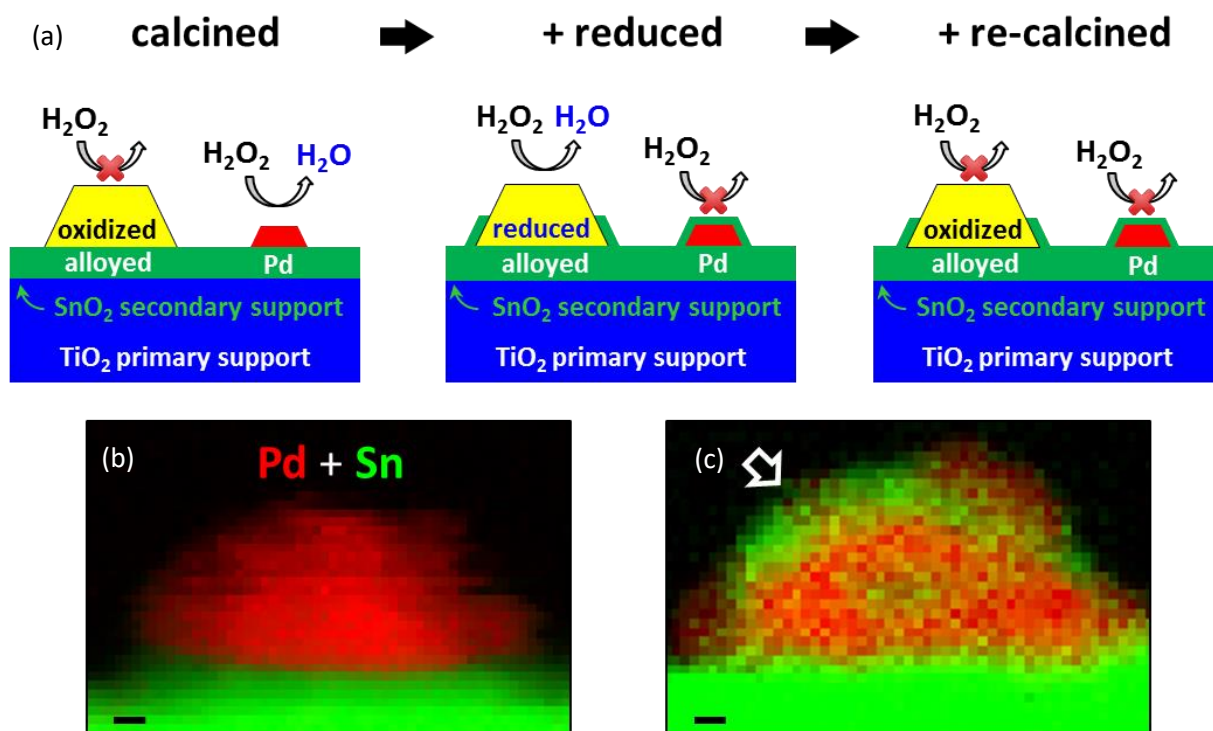 (a) calcined + reduced + re-calcined
H₂O₂ H₂O₂ H₂O H₂O₂ H₂O H₂O₂ H₂O₂ H₂O₂
oxidized reduced oxidized
alloyed Pd alloyed Pd alloyed Pd
SnO₂ secondary support SnO₂ secondary support SnO₂ secondary support
TiO₂ primary support TiO₂ primary support TiO₂ primary support
(b) Pd + Sn (c)